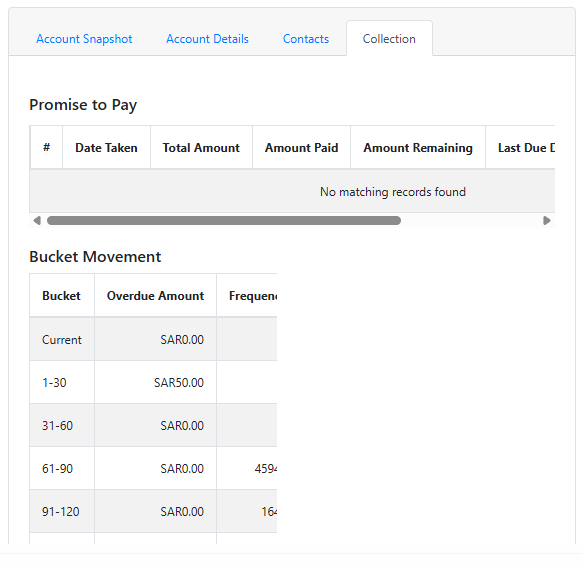 Account Snapshot Account Details Contacts Collection
Promise to Pay
# Date Taken Total Amount Amount Paid Amount Remaining Last Due
No matching records found
Bucket Movement
Bucket Overdue Amount
Current SAR0.00
1-30 SAR50.00
31-60 SAR0.00
61-90 SAR0.00 4594
91-120 SAR0.00 164